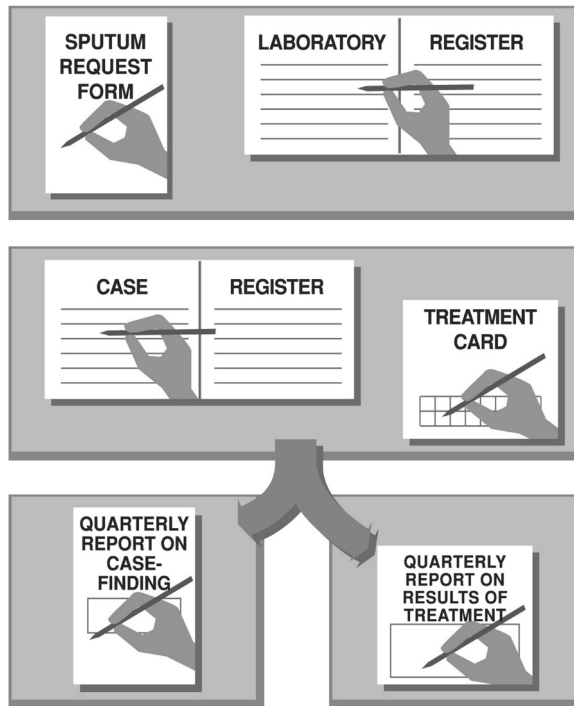 SPUTUM
REQUEST
FORM
LABORATORY REGISTER
CASE REGISTER
TREATMENT
CARD
QUARTERLY
REPORT ON
CASE-
FINDING
QUARTERLY
REPORT ON
RESULTS OF
TREATMENT